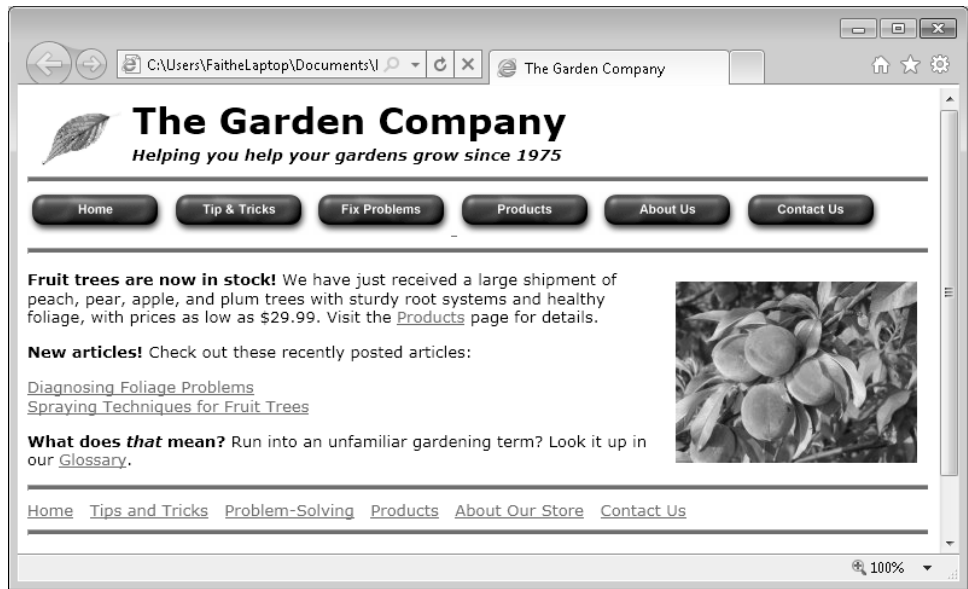 C:\Users\FaitheLaptop\Documents\I
The Garden Company
The Garden Company
Helping you help your gardens grow since 1975
Home Tip & Tricks Fix Problems Products About Us Contact Us
Fruit trees are now in stock! We have just received a large shipment of
peach, pear, apple, and plum trees with sturdy root systems and healthy
foliage, with prices as low as $29.99. Visit the Products page for details.
New articles! Check out these recently posted articles:
Diagnosing Foliage Problems
Spraying Techniques for Fruit Trees
What does that mean? Run into an unfamiliar gardening term? Look it up in
our Glossary.
Home Tips and Tricks Problem-Solving Products About Our Store Contact Us
100%